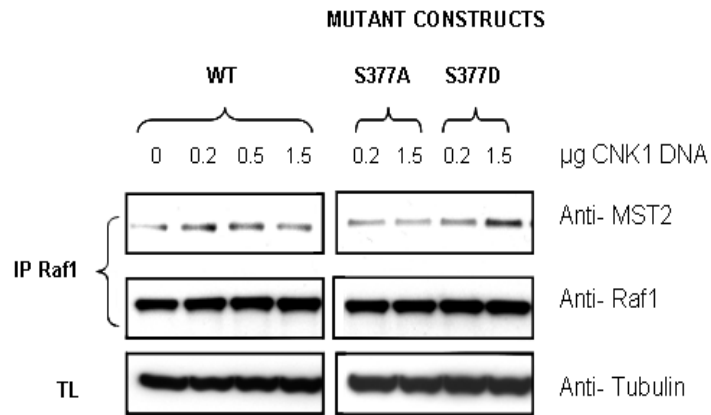 MUTANT CONSTRUCTS
WT S377A S377D
0 0.2 0.5 1.5 0.2 1.5 0.2 1.5 µg CNK1 DNA
Anti- MST2
IP Raf1
Anti- Raf1
TL Anti- Tubulin